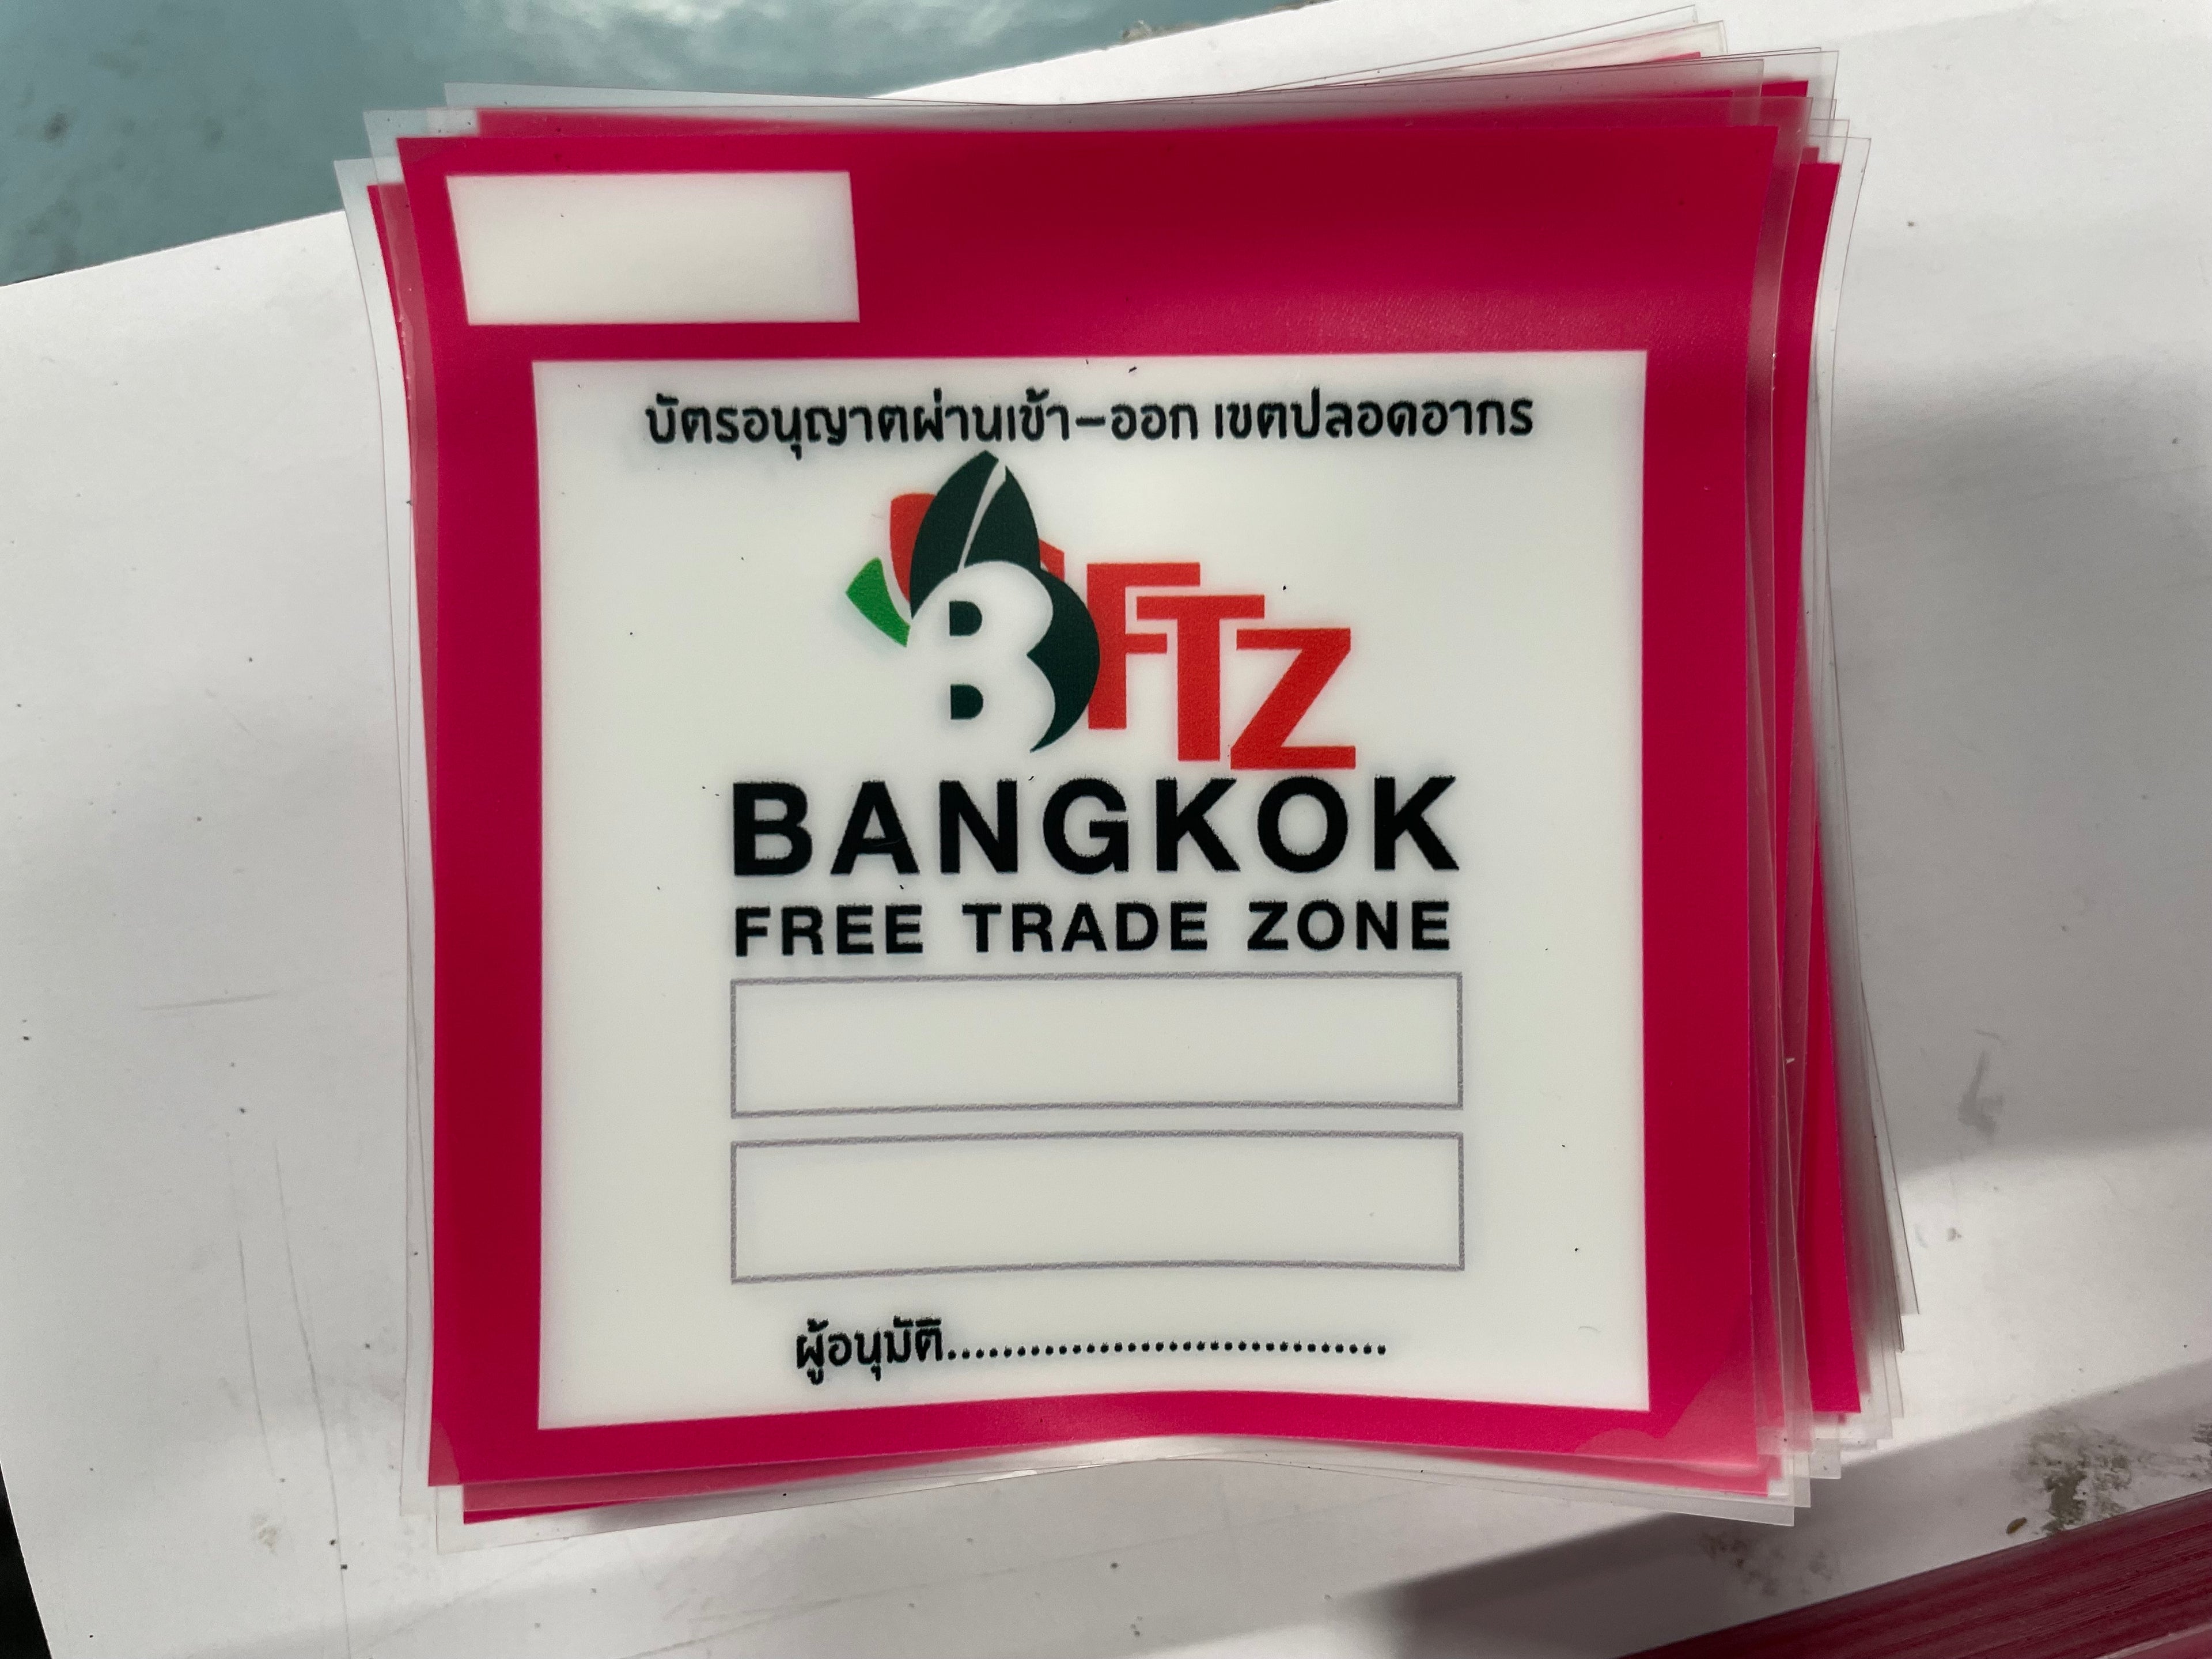 บัตรอนุญาตผ่านเข้า-ออก เขตปลอดอากร
BFTZ
BANGKOK
FREE TRADE ZONE
ผู้อนุมัติ.................................